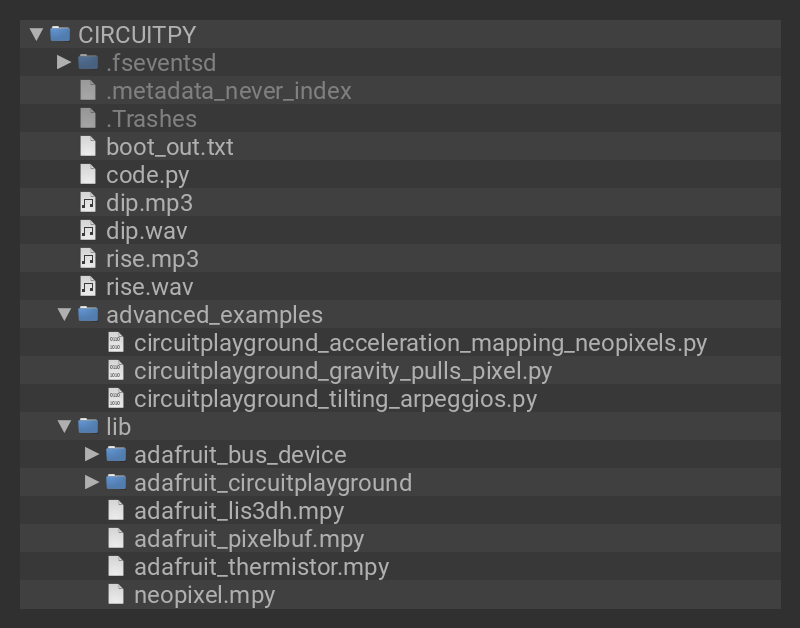 CIRCUITPY
.fseventsd
.metadata_never_index
.Trashes
boot_out.txt
code.py
dip.mp3
dip.wav
rise.mp3
rise.wav
advanced_examples
circuitplayground_acceleration_mapping_neopixels.py
circuitplayground_gravity_pulls_pixel.py
circuitplayground_tilting_arpeggios.py
lib
adafruit_bus_device
adafruit_circuitplayground
adafruit_lis3dh.mpy
adafruit_pixelbuf.mpy
adafruit_thermistor.mpy
neopixel.mpy